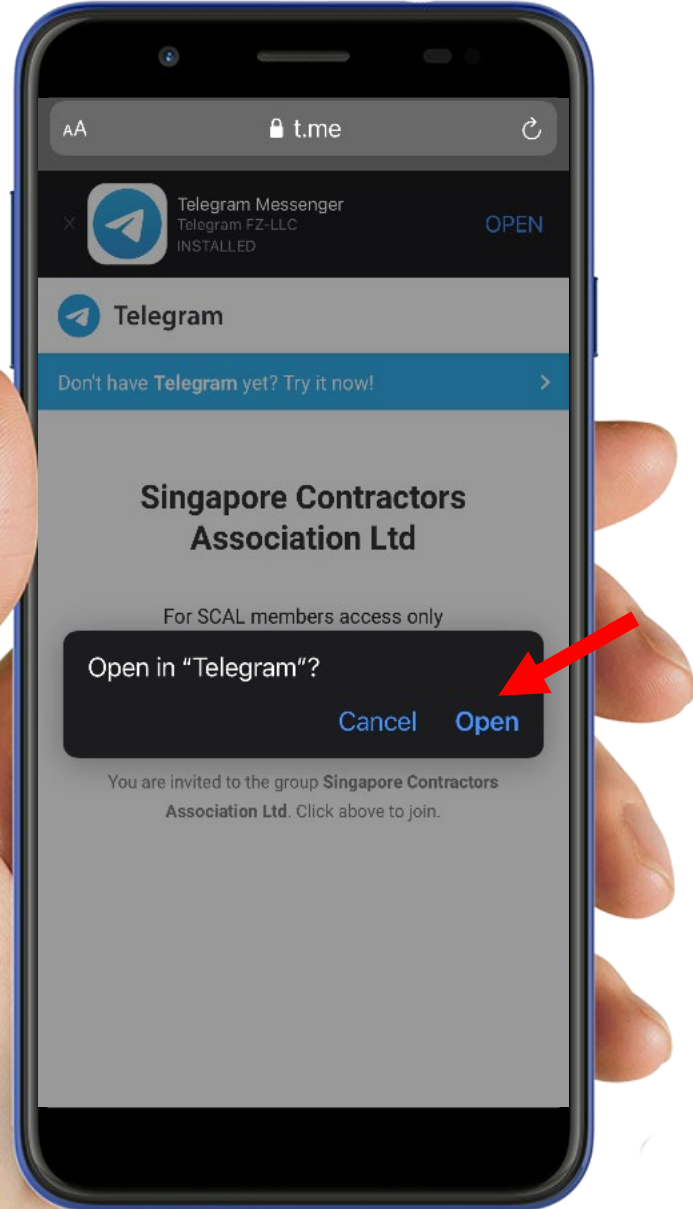 AA t.me
Telegram Messenger
Telegram FZ-LLC
INSTALLED
OPEN
Telegram
Don't have Telegram yet? Try it now!
Singapore Contractors
Association Ltd
For SCAL members access only
Open in “Telegram”?
Cancel Open
You are invited to the group Singapore Contractors
Association Ltd. Click above to join.